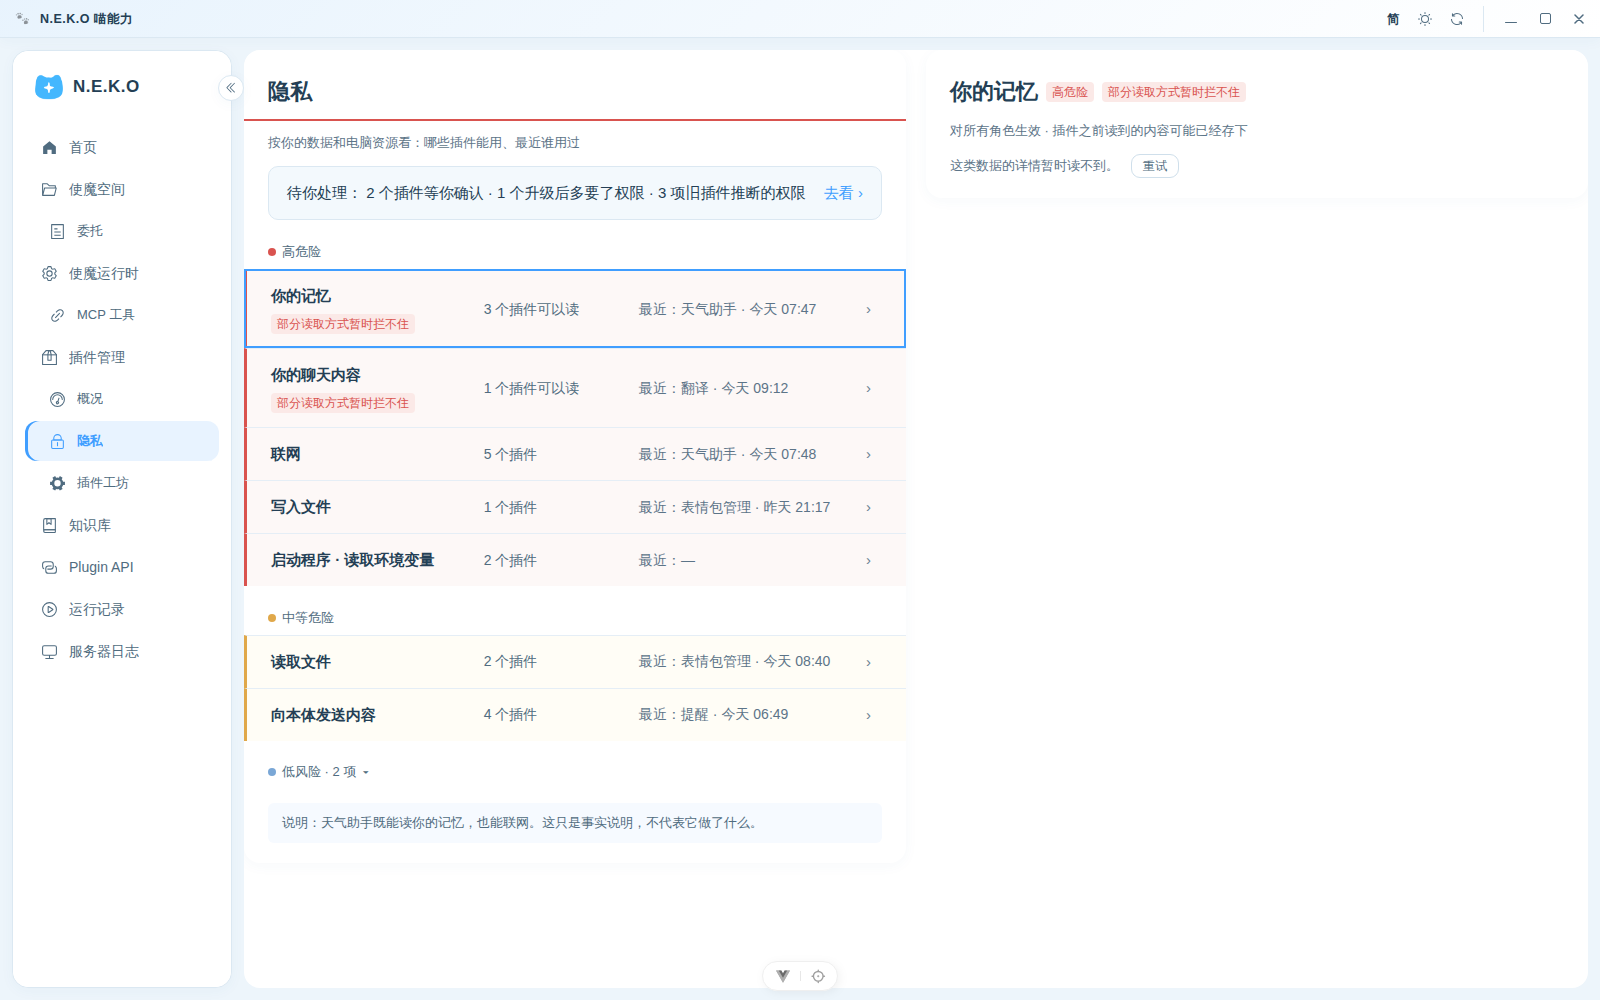 N.E.K.O 喵能力
简
N.E.K.O
首页
使魔空间
委托
使魔运行时
MCP 工具
插件管理
概况
隐私
插件工坊
知识库
Plugin API
运行记录
服务器日志
隐私
按你的数据和电脑资源看：哪些插件能用、最近谁用过
待你处理： 2 个插件等你确认 · 1 个升级后多要了权限 · 3 项旧插件推断的权限 去看 ›
高危险
你的记忆
部分读取方式暂时拦不住
3 个插件可以读
最近：天气助手 · 今天 07:47
›
你的聊天内容
部分读取方式暂时拦不住
1 个插件可以读
最近：翻译 · 今天 09:12
›
联网 5 个插件 最近：天气助手 · 今天 07:48 ›
写入文件 1 个插件 最近：表情包管理 · 昨天 21:17 ›
启动程序 · 读取环境变量 2 个插件 最近：— ›
中等危险
读取文件 2 个插件 最近：表情包管理 · 今天 08:40 ›
向本体发送内容 4 个插件 最近：提醒 · 今天 06:49 ›
低风险 · 2 项
说明：天气助手既能读你的记忆，也能联网。这只是事实说明，不代表它做了什么。
你的记忆 高危险 部分读取方式暂时拦不住
对所有角色生效 · 插件之前读到的内容可能已经存下
这类数据的详情暂时读不到。 重试